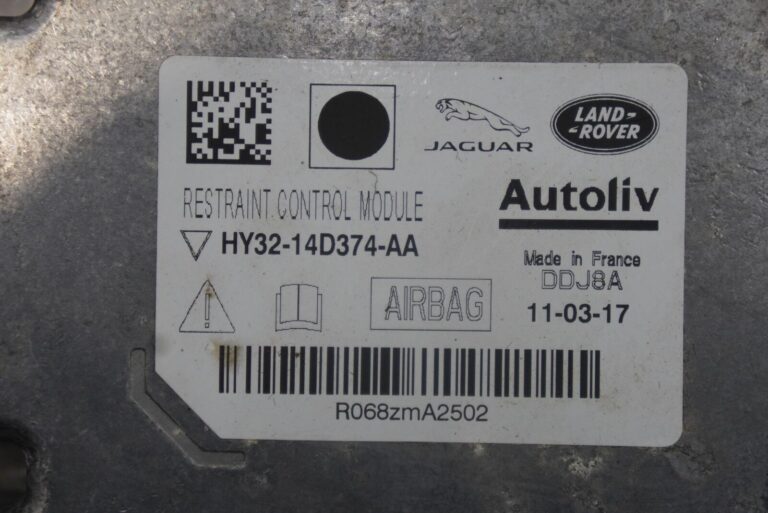 JAGUAR
LAND ROVER
RESTRAINT CONTROL MODULE
Autoliv
HY32-14D374-AA
Made in France
DDJ8A
AIRBAG
11-03-17
R068zmA2502